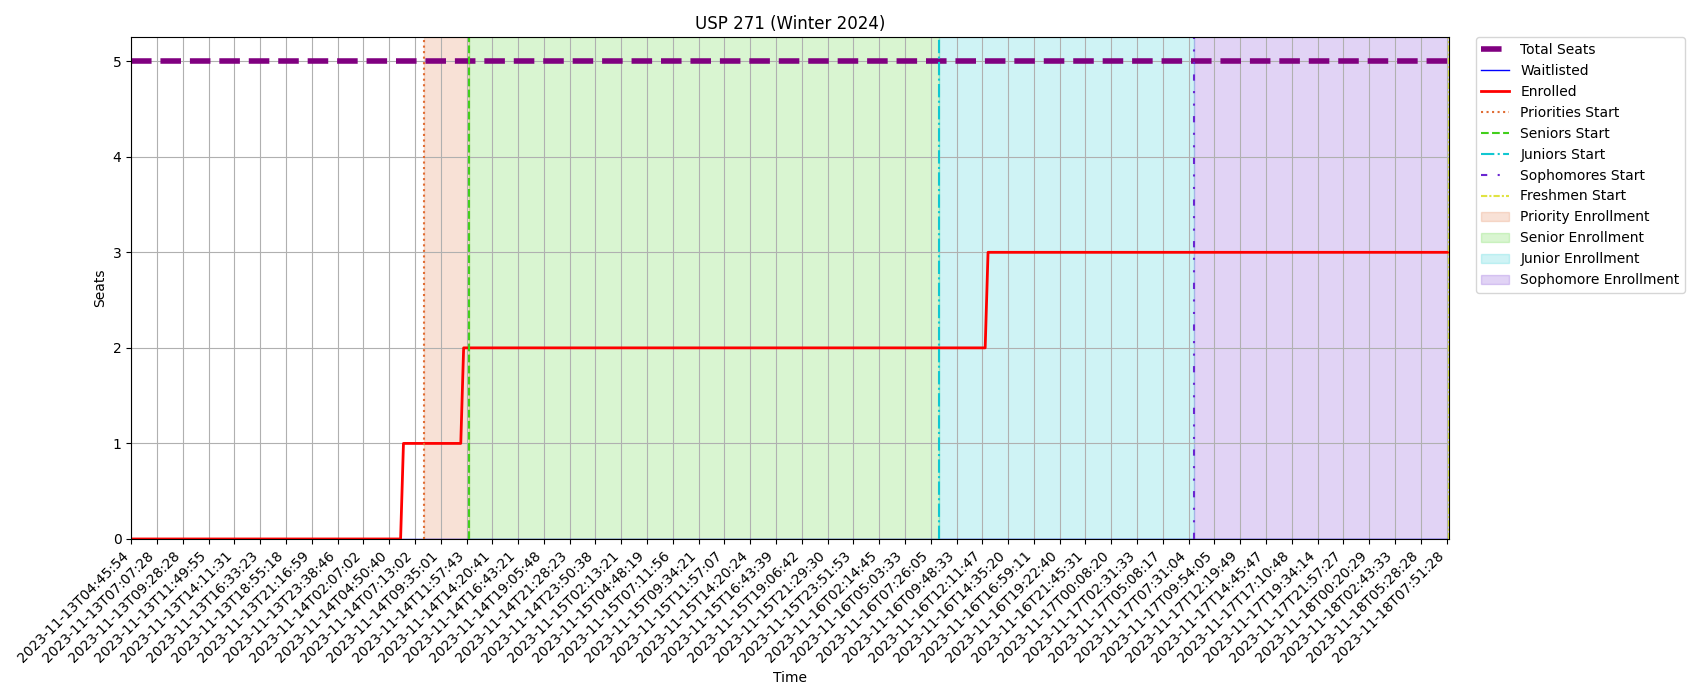 USP 271 (Winter 2024)
Seats
5
4
3
2
1
0
Total Seats
Waitlisted
Enrolled
Priorities Start
Seniors Start
Juniors Start
Sophomores Start
Freshmen Start
Priority Enrollment
Senior Enrollment
Junior Enrollment
Sophomore Enrollment
2023-11-13T04:45:54
2023-11-13T07:07:28
2023-11-13T09:28:28
2023-11-13T11:49:55
2023-11-13T14:11:31
2023-11-13T16:33:23
2023-11-13T18:55:18
2023-11-13T21:16:59
2023-11-13T23:38:46
2023-11-14T02:07:02
2023-11-14T04:50:40
2023-11-14T07:13:02
2023-11-14T09:35:01
2023-11-14T11:57:43
2023-11-14T14:20:41
2023-11-14T16:43:21
2023-11-14T19:05:48
2023-11-14T21:28:23
2023-11-14T23:50:38
2023-11-15T02:13:21
2023-11-15T04:48:19
2023-11-15T07:11:56
2023-11-15T09:34:21
2023-11-15T11:57:07
2023-11-15T14:20:24
2023-11-15T16:43:39
2023-11-15T19:06:42
2023-11-15T21:29:30
2023-11-15T23:51:53
2023-11-16T02:14:45
2023-11-16T05:03:33
2023-11-16T07:26:05
2023-11-16T09:48:33
2023-11-16T12:11:47
2023-11-16T14:35:20
2023-11-16T16:59:11
2023-11-16T19:22:40
2023-11-16T21:45:31
2023-11-17T00:08:20
2023-11-17T02:31:33
2023-11-17T05:08:17
2023-11-17T07:31:04
2023-11-17T09:54:05
2023-11-17T12:19:49
2023-11-17T14:45:47
2023-11-17T17:10:48
2023-11-17T19:34:14
2023-11-17T21:57:27
2023-11-18T00:20:29
2023-11-18T02:43:33
2023-11-18T05:28:28
2023-11-18T07:51:28
Time